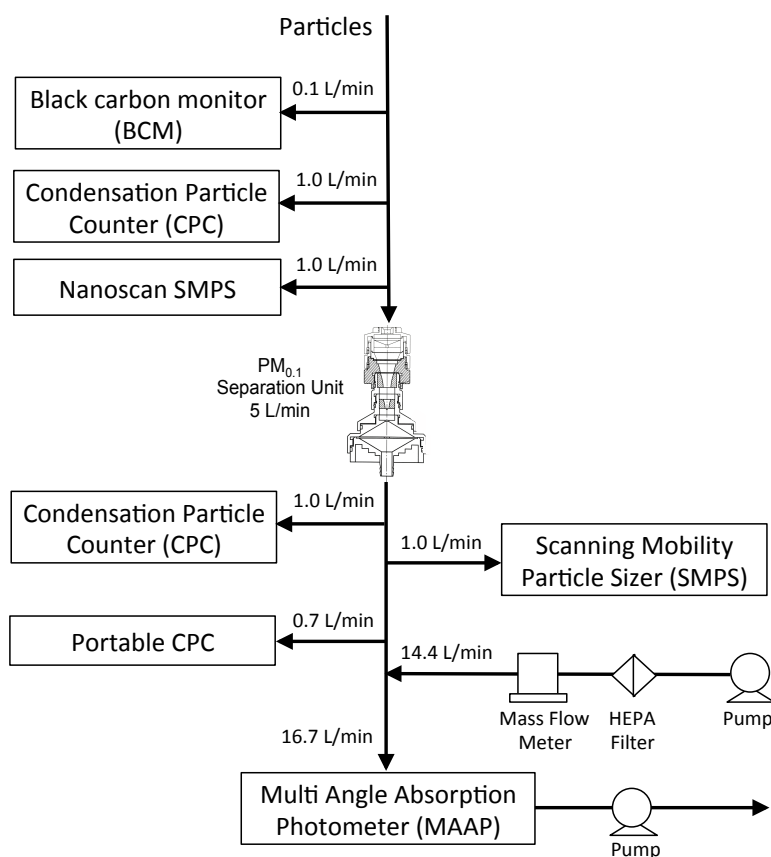 Particles
0.1 L/min
Black carbon monitor
(BCM)
1.0 L/min
Condensation Particle
Counter (CPC)
1.0 L/min
Nanoscan SMPS
PM0.1
Separation Unit
5 L/min
1.0 L/min
Condensation Particle
Counter (CPC)
1.0 L/min
Scanning Mobility
Particle Sizer (SMPS)
0.7 L/min
Portable CPC
14.4 L/min
Mass Flow
Meter
HEPA
Filter
Pump
16.7 L/min
Multi Angle Absorption
Photometer (MAAP)
Pump